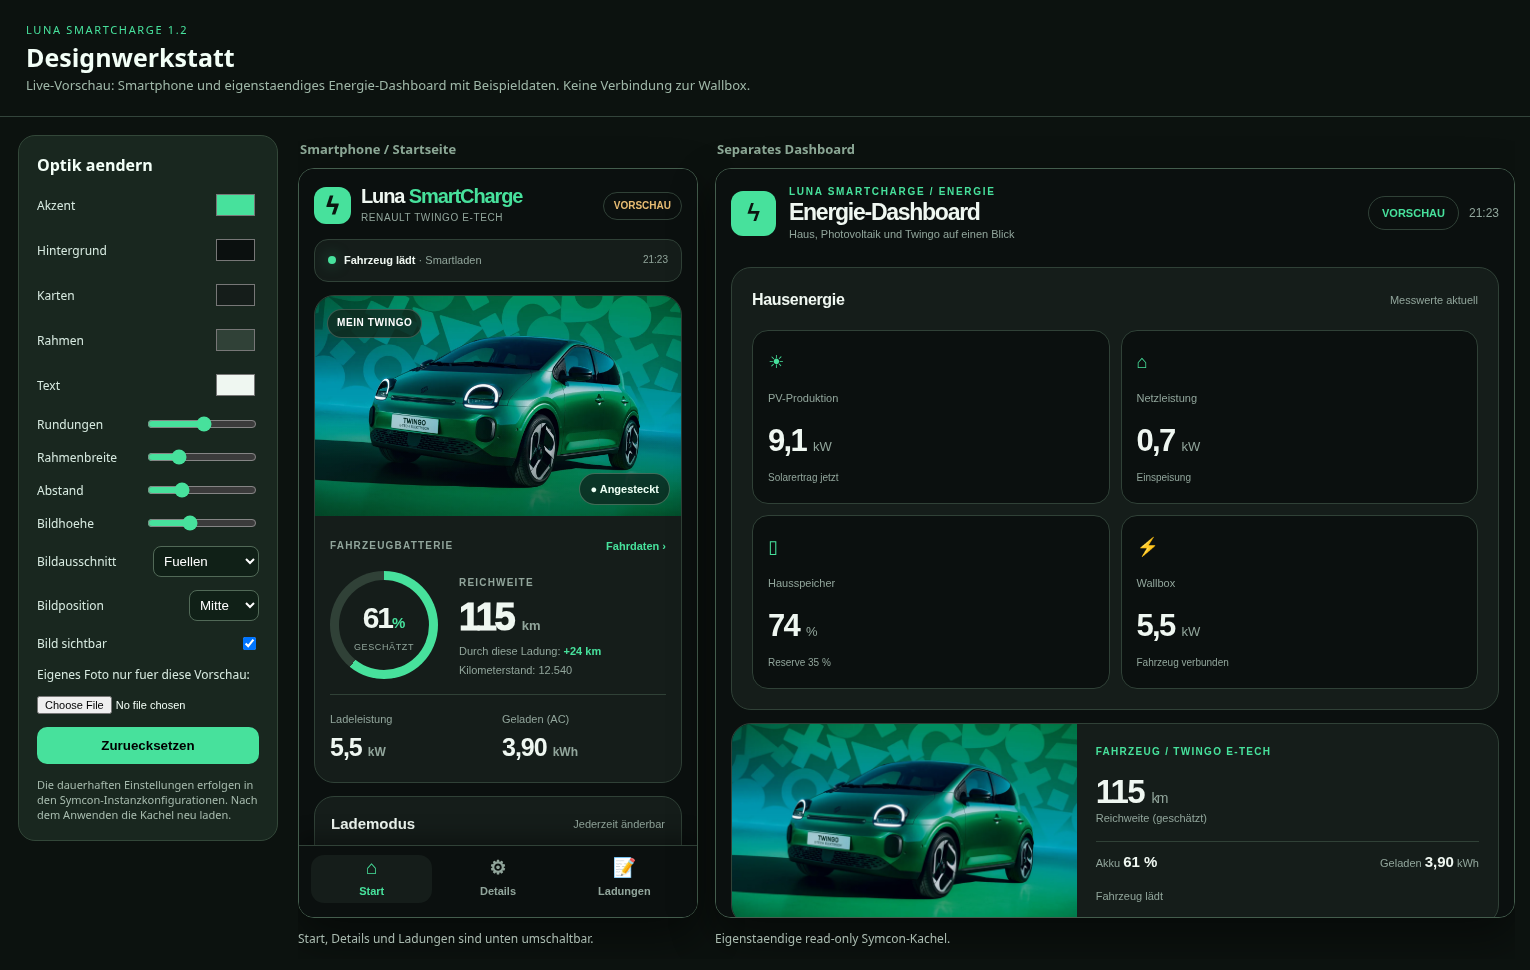 LUNA SMARTCHARGE 1.2
Designwerkstatt
Live-Vorschau: Smartphone und eigenstaendiges Energie-Dashboard mit Beispieldaten. Keine Verbindung zur Wallbox.
Optik aendern
Akzent
Hintergrund
Karten
Rahmen
Text
Rundungen
Rahmenbreite
Abstand
Bildhoehe
Bildausschnitt
Fuellen
Bildposition
Mitte
Bild sichtbar
Eigenes Foto nur fuer diese Vorschau:
Choose File No file chosen
Zuruecksetzen
Die dauerhaften Einstellungen erfolgen in
den Symcon-Instanzkonfigurationen. Nach
dem Anwenden die Kachel neu laden.
Smartphone / Startseite
Luna SmartCharge
RENAULT TWINGO E-TECH
VORSCHAU
Fahrzeug lädt · Smartladen
21:23
MEIN TWINGO
TWINGO
● Angesteckt
FAHRZEUGBATTERIE
Fahrdaten ›
61%
GESCHÄTZT
REICHWEITE
115 km
Durch diese Ladung: +24 km
Kilometerstand: 12.540
Ladeleistung
5,5 kW
Geladen (AC)
3,90 kWh
Lademodus
Jederzeit änderbar
Start
Details
Ladungen
Start, Details und Ladungen sind unten umschaltbar.
Separates Dashboard
LUNA SMARTCHARGE / ENERGIE
Energie-Dashboard
Haus, Photovoltaik und Twingo auf einen Blick
VORSCHAU
21:23
Hausenergie
Messwerte aktuell
PV-Produktion
9,1 kW
Solarertrag jetzt
Netzleistung
0,7 kW
Einspeisung
Hausspeicher
74 %
Reserve 35 %
Wallbox
5,5 kW
Fahrzeug verbunden
TWINGO
FAHRZEUG / TWINGO E-TECH
115 km
Reichweite (geschätzt)
Akku 61 %
Geladen 3,90 kWh
Fahrzeug lädt
Eigenstaendige read-only Symcon-Kachel.